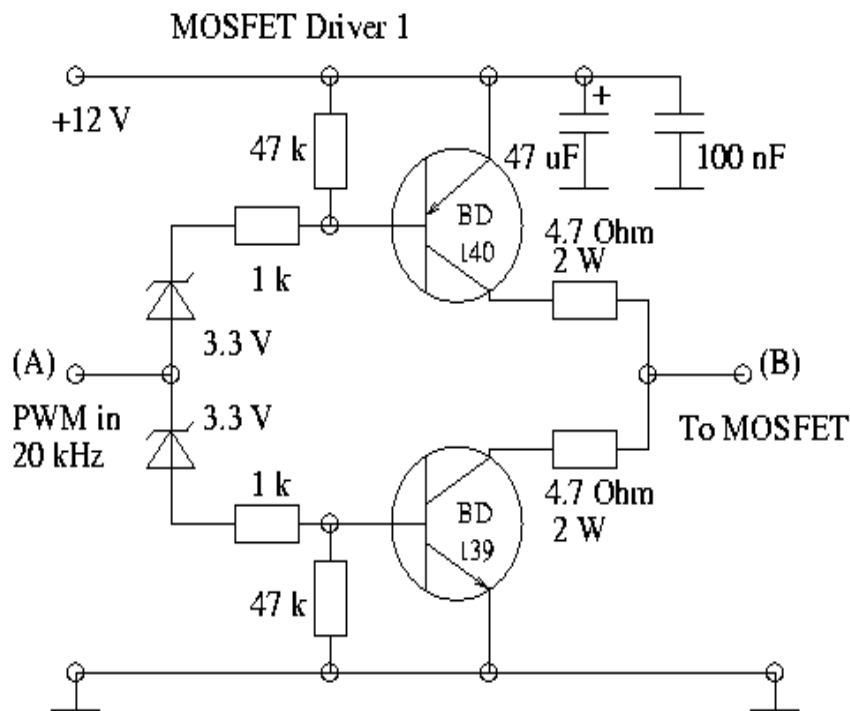 MOSFET Driver 1
+12 V
47 k
+
47 uF
100 nF
BD
140
4.7 Ohm
2 W
1 k
3.3 V
(A)
(B)
PWM in
20 kHz
3.3 V
To MOSFET
1 k
BD
139
4.7 Ohm
2 W
47 k